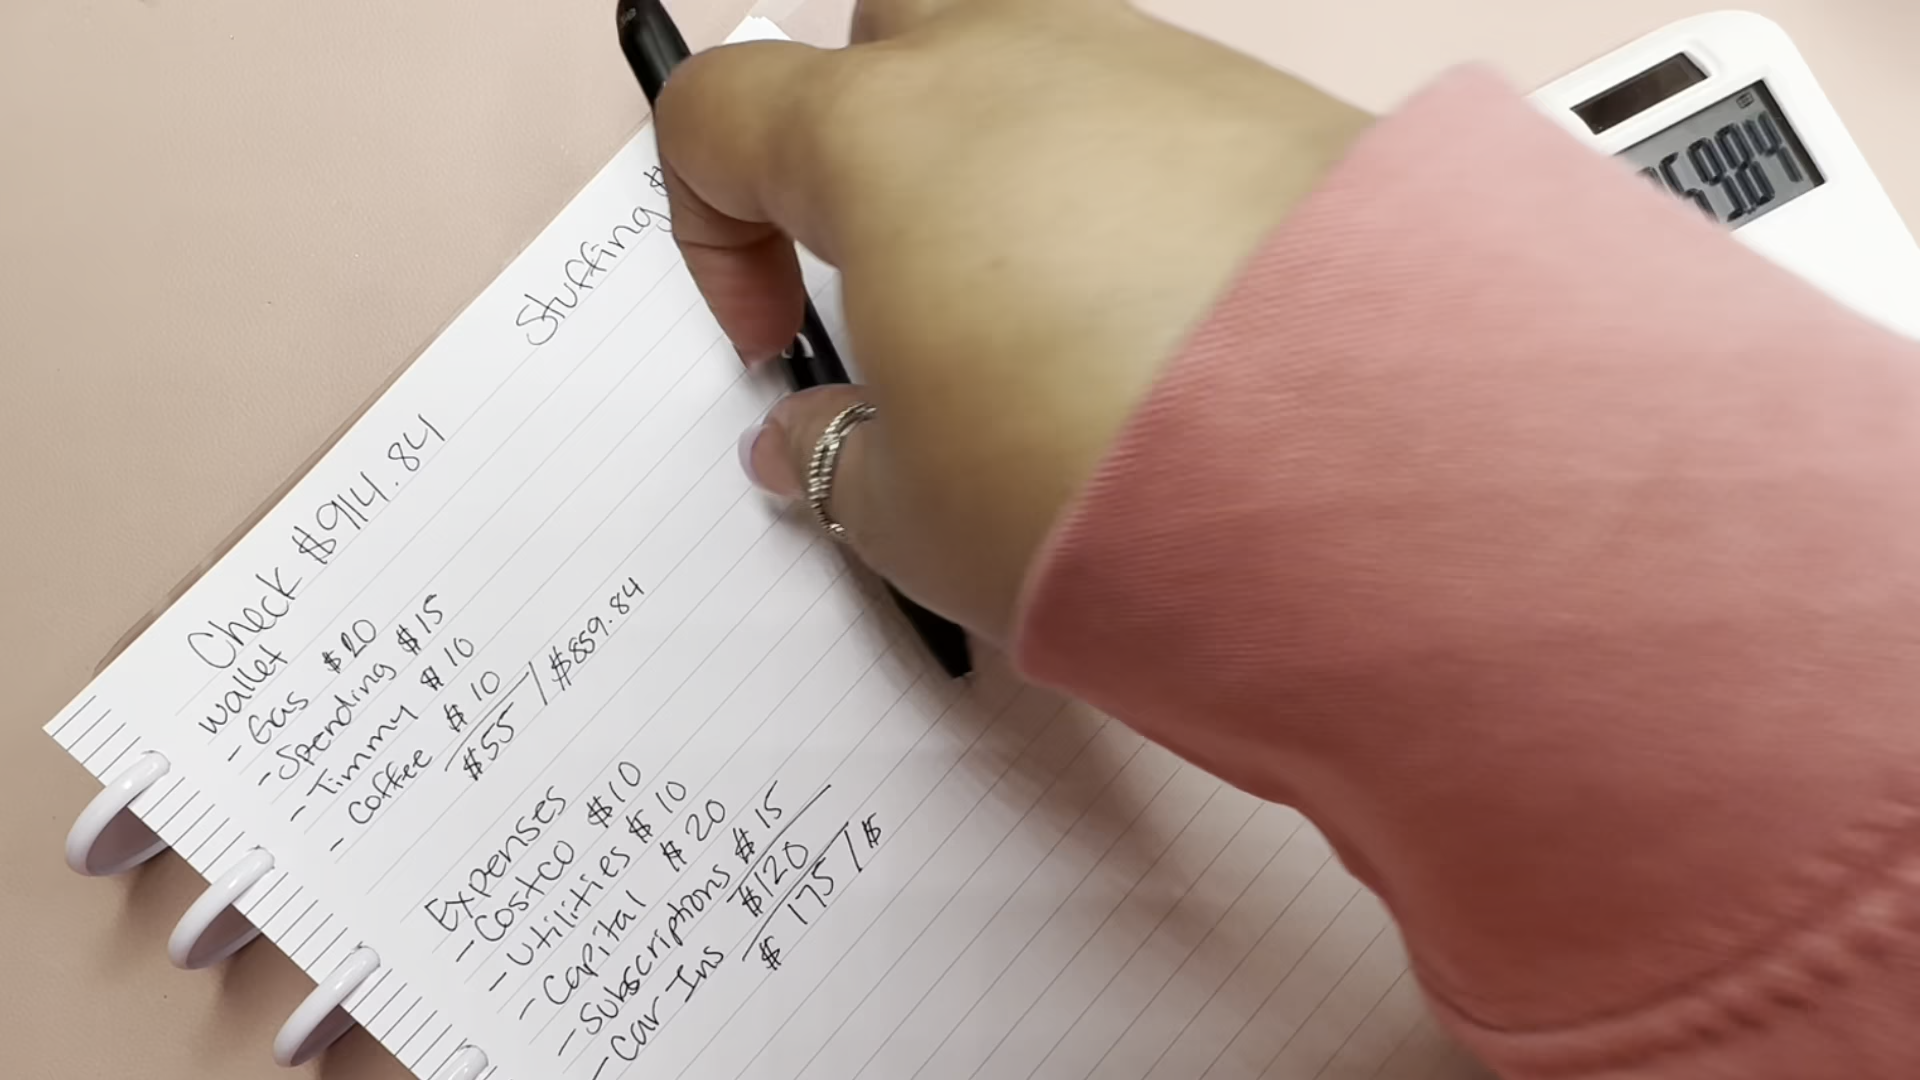 Check $914.84
Stuffing $
Wallet
- Gas $20
- Spending $15
- Timmy $10
- Coffee $10
$55 / $859.84
Expenses
- Costco $10
- Utilities $10
- Capital $20
- Subscriptions $15
- Car Ins $120
$ 175 / $